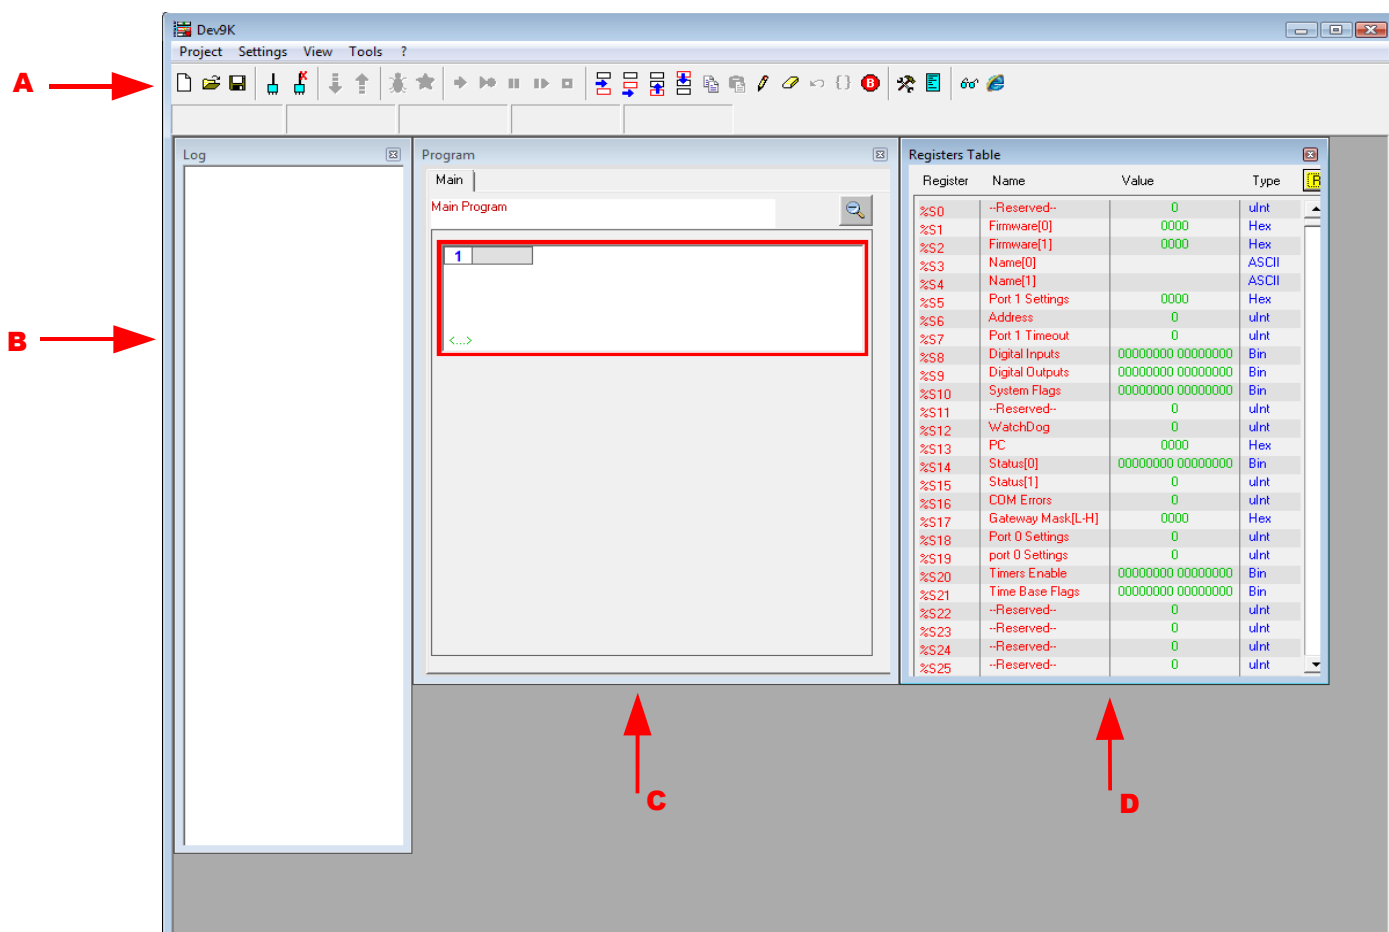 Dev9K
Project Settings View Tools ?
A
B
Log
Program
Main
Main Program
1
<...>
Registers Table
Register Name Value Type R
%S0 --Reserved-- 0 uInt
%S1 Firmware[0] 0000 Hex
%S2 Firmware[1] 0000 Hex
%S3 Name[0] ASCII
%S4 Name[1] ASCII
%S5 Port 1 Settings 0000 Hex
%S6 Address 0 uInt
%S7 Port 1 Timeout 0 uInt
%S8 Digital Inputs 00000000 00000000 Bin
%S9 Digital Outputs 00000000 00000000 Bin
%S10 System Flags 00000000 00000000 Bin
%S11 --Reserved-- 0 uInt
%S12 WatchDog 0 uInt
%S13 PC 0000 Hex
%S14 Status[0] 00000000 00000000 Bin
%S15 Status[1] 0 uInt
%S16 COM Errors 0 uInt
%S17 Gateway Mask[L-H] 0000 Hex
%S18 Port 0 Settings 0 uInt
%S19 port 0 Settings 0 uInt
%S20 Timers Enable 00000000 00000000 Bin
%S21 Time Base Flags 00000000 00000000 Bin
%S22 --Reserved-- 0 uInt
%S23 --Reserved-- 0 uInt
%S24 --Reserved-- 0 uInt
%S25 --Reserved-- 0 uInt
C
D